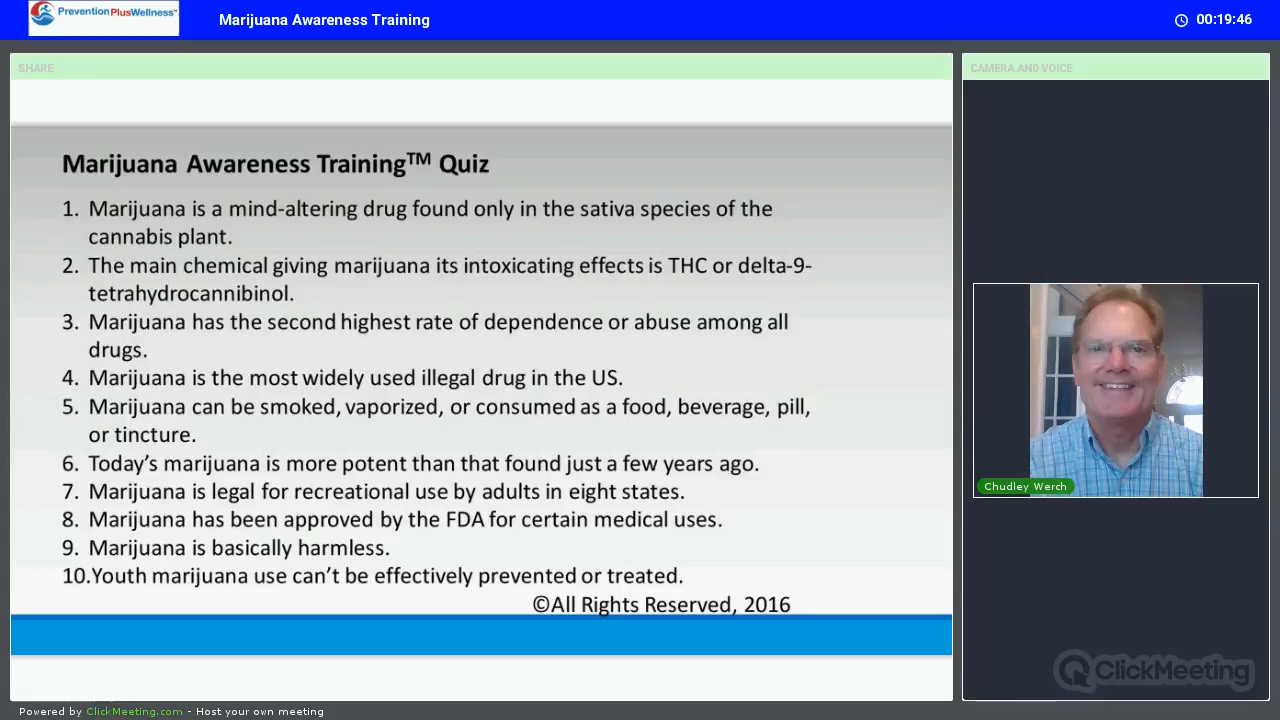 PreventionPlusWellness™
Marijuana Awareness Training
00:19:46
SHARE
Marijuana Awareness Training™ Quiz
1. Marijuana is a mind-altering drug found only in the sativa species of the
cannabis plant.
2. The main chemical giving marijuana its intoxicating effects is THC or delta-9-
tetrahydrocannibinol.
3. Marijuana has the second highest rate of dependence or abuse among all
drugs.
4. Marijuana is the most widely used illegal drug in the US.
5. Marijuana can be smoked, vaporized, or consumed as a food, beverage, pill,
or tincture.
6. Today’s marijuana is more potent than that found just a few years ago.
7. Marijuana is legal for recreational use by adults in eight states.
8. Marijuana has been approved by the FDA for certain medical uses.
9. Marijuana is basically harmless.
10.Youth marijuana use can’t be effectively prevented or treated.
©All Rights Reserved, 2016
CAMERA AND VOICE
Chudley Werch
ClickMeeting
Powered by ClickMeeting.com - Host your own meeting